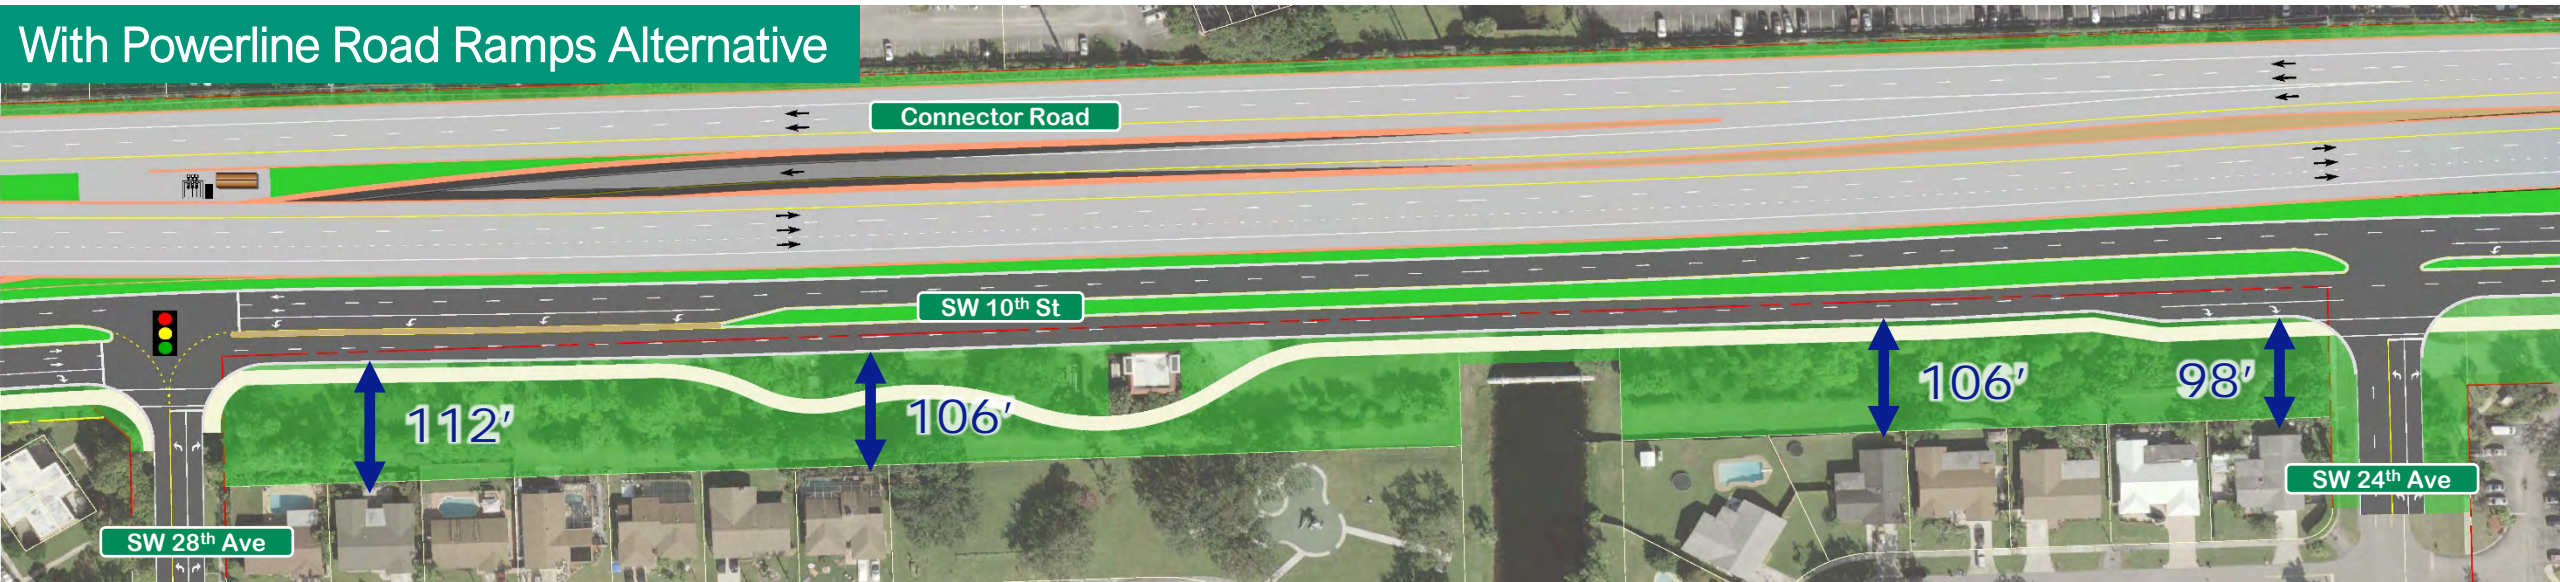 With Powerline Road Ramps Alternative
Connector Road
SW 10th St
112'
106'
106'
98'
SW 28th Ave
SW 24th Ave